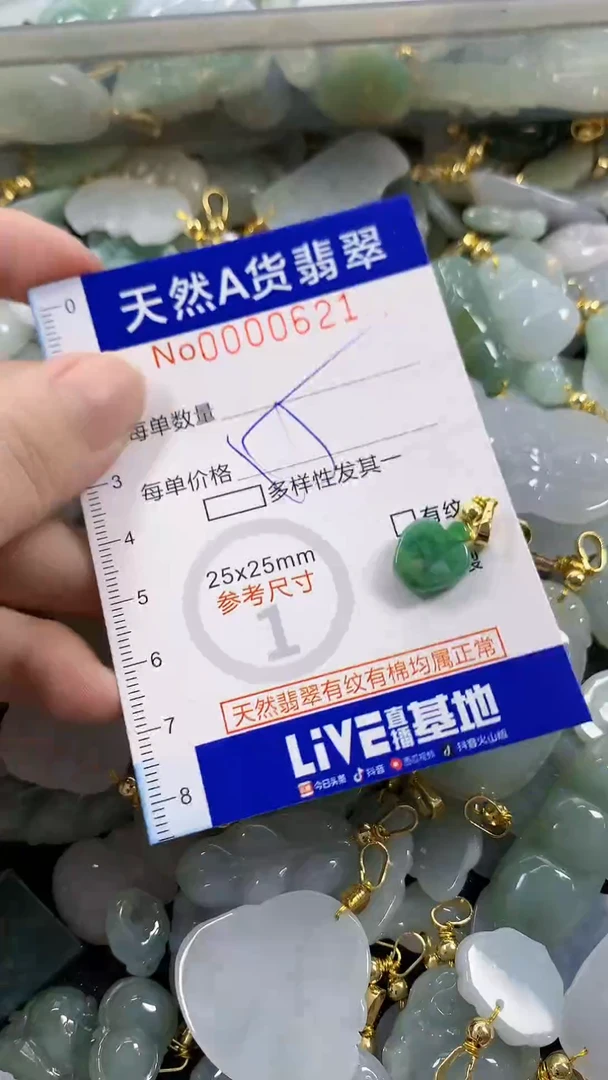 0
天然A货翡翠
No0000621
每单数量
3
每单价格
多样性发其一
4
有纹
5
25x25mm
参考尺寸
1
6
天然翡翠有纹有棉均属正常
7
LiVE直播基地
8
今日头条 抖音 西瓜视频 抖音火山版